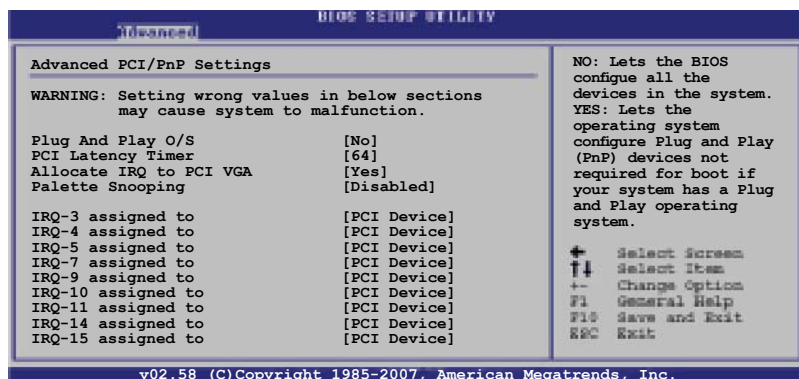 BIOS SETUP UTILITY
Advanced
Advanced PCI/PnP Settings
WARNING: Setting wrong values in below sections
may cause system to malfunction.
Plug And Play O/S [No]
PCI Latency Timer [64]
Allocate IRQ to PCI VGA [Yes]
Palette Snooping [Disabled]
IRQ-3 assigned to [PCI Device]
IRQ-4 assigned to [PCI Device]
IRQ-5 assigned to [PCI Device]
IRQ-7 assigned to [PCI Device]
IRQ-9 assigned to [PCI Device]
IRQ-10 assigned to [PCI Device]
IRQ-11 assigned to [PCI Device]
IRQ-14 assigned to [PCI Device]
IRQ-15 assigned to [PCI Device]
NO: Lets the BIOS
configue all the
devices in the system.
YES: Lets the
operating system
configure Plug and Play
(PnP) devices not
required for boot if
your system has a Plug
and Play operating
system.
← Select Screen
↑↓ Select Item
+- Change Option
F1 General Help
F10 Save and Exit
ESC Exit
v02.58 (C)Copyright 1985-2007, American Megatrends, Inc.